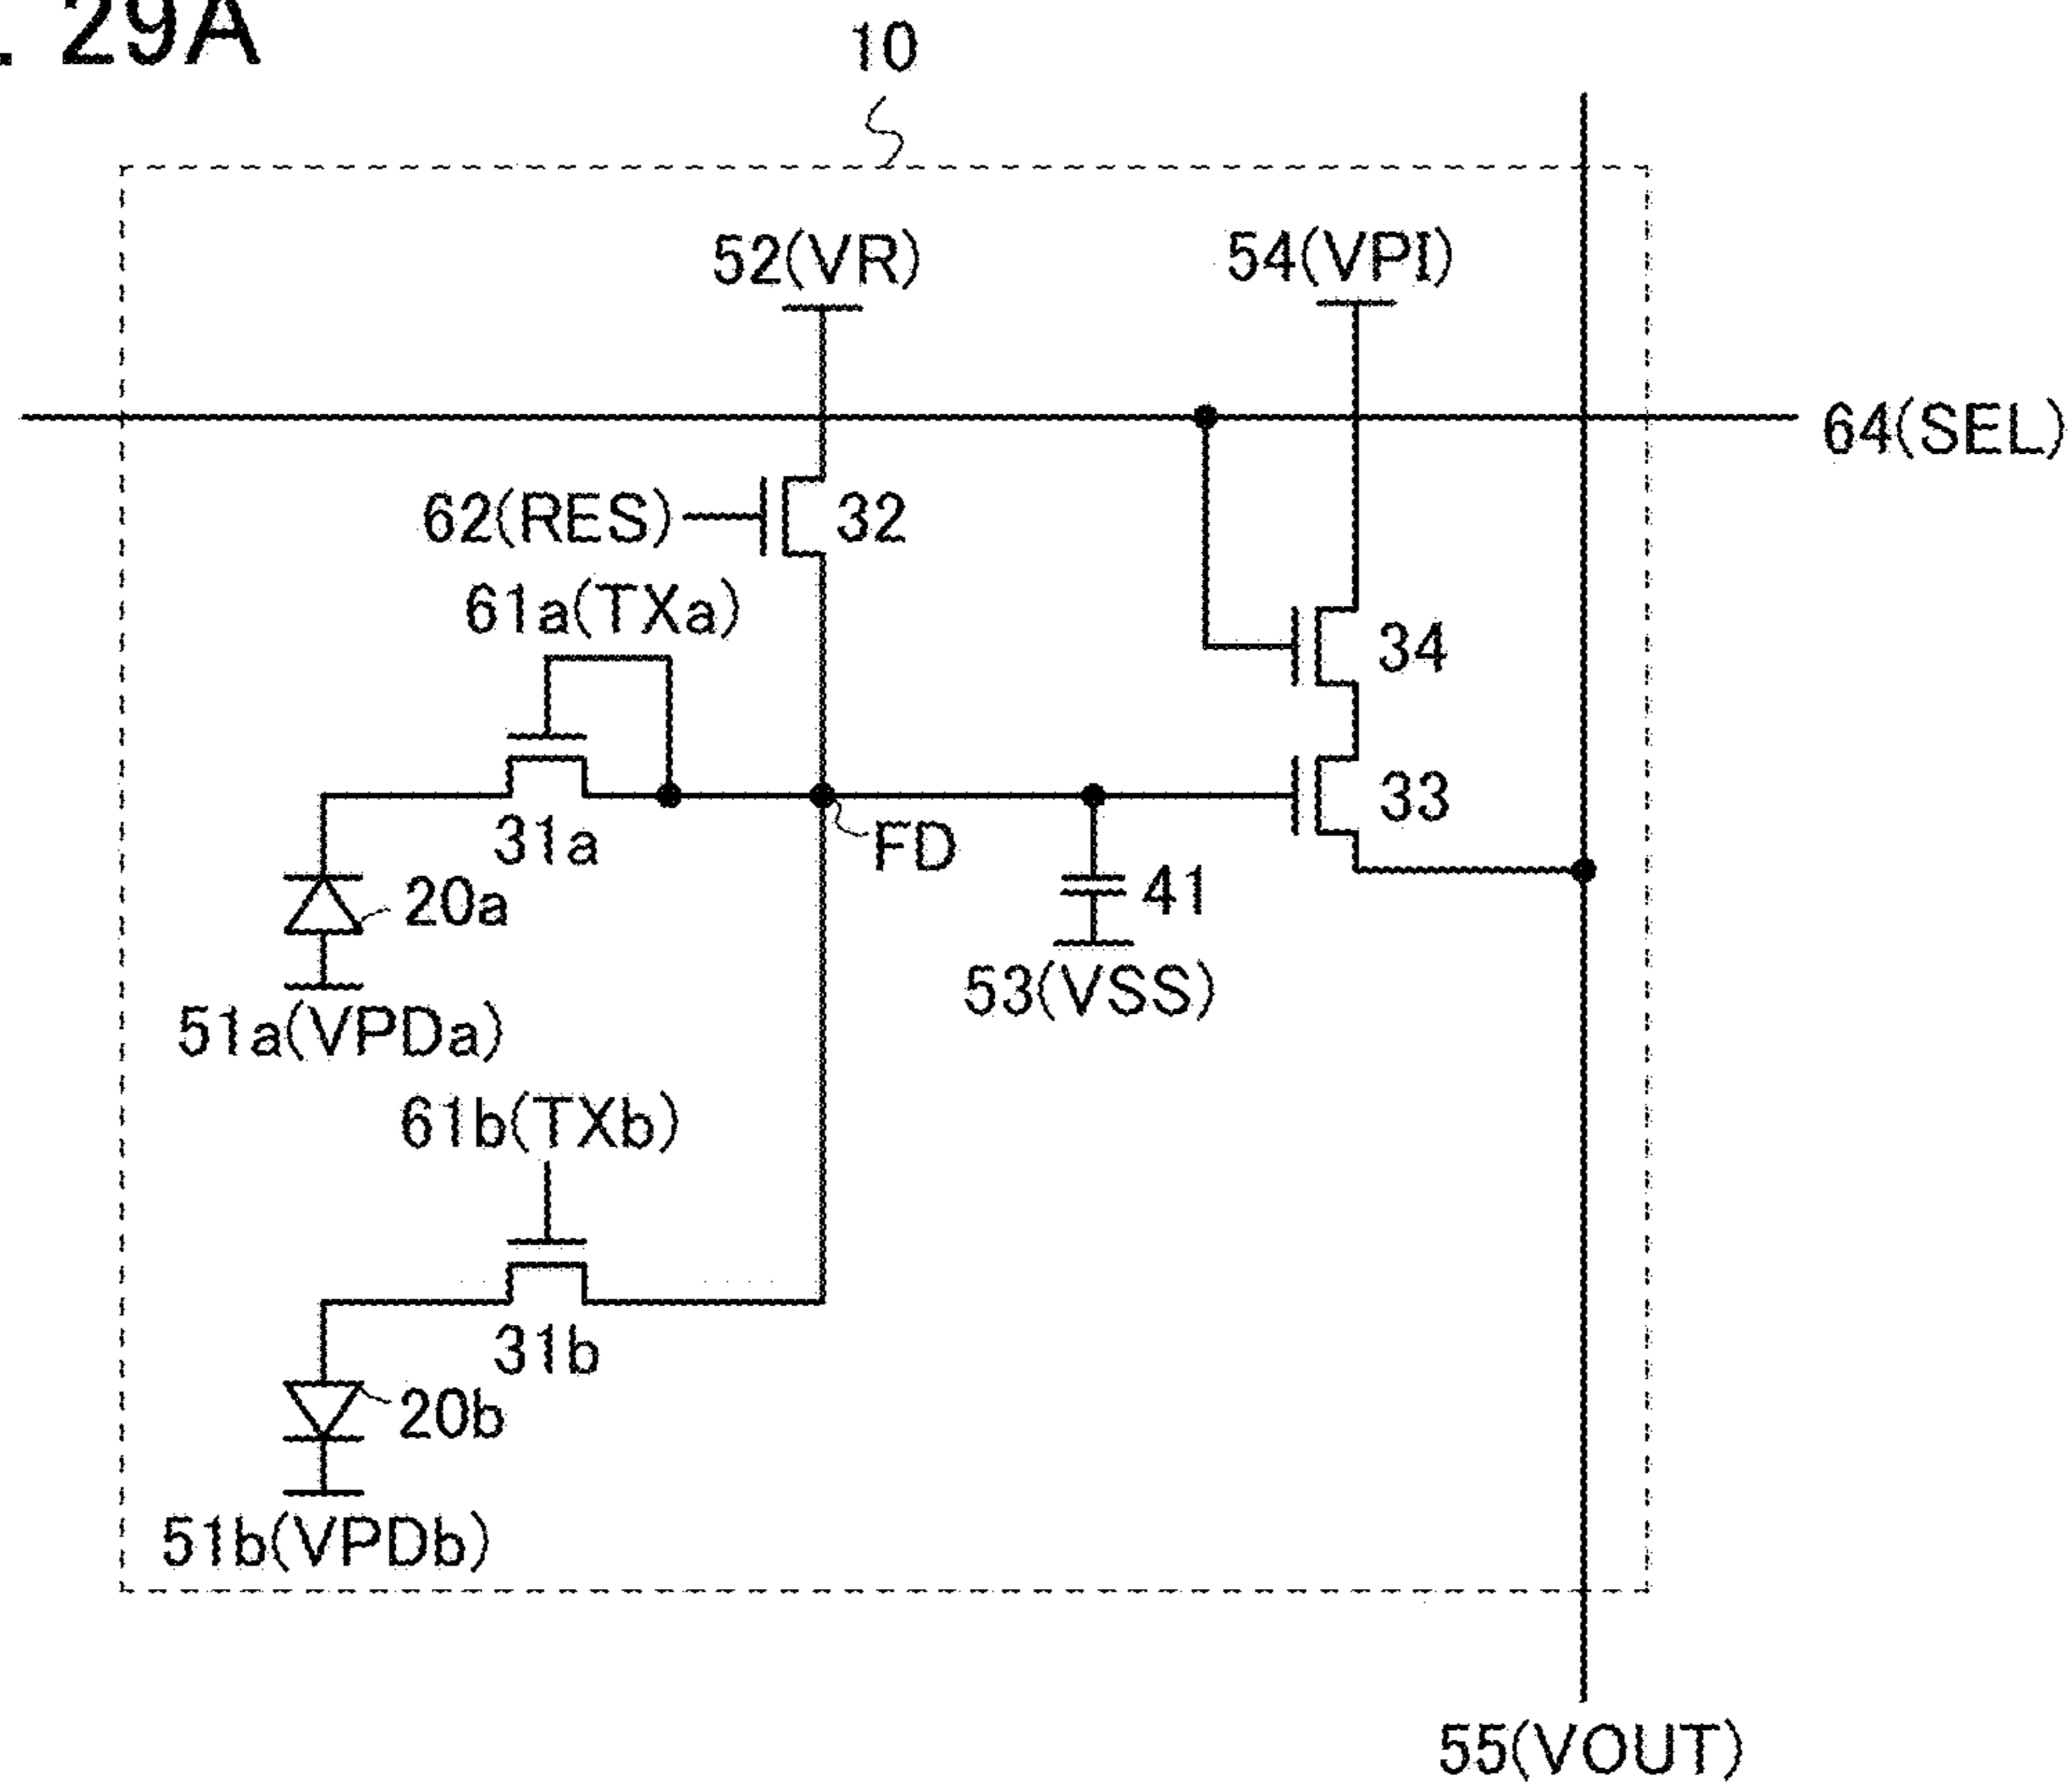 . 29A
10
52(VR)
54(VPI)
64(SEL)
62(RES)
32
61a(TXa)
34
33
31a
FD
20a
41
53(VSS)
51a(VPDa)
61b(TXb)
31b
20b
51b(VPDb)
55(VOUT)